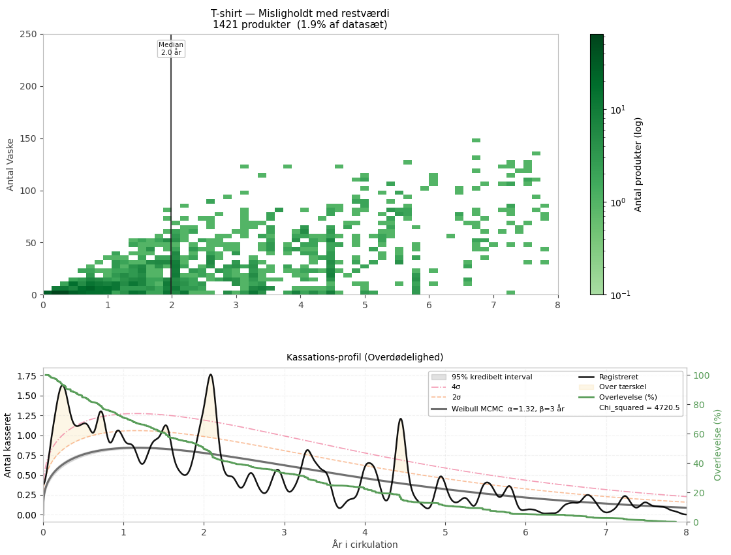 T-shirt — Misligholdt med restværdi
1421 produkter  (1.9% af datasæt)
250
200
150
100
50
0
Antal Vaske
Median
2.0 år
0 1 2 3 4 5 6 7 8
10¹
10⁰
10⁻¹
Antal produkter (log)
Kassations-profil (Overdødelighed)
1.75
1.50
1.25
1.00
0.75
0.50
0.25
0.00
Antal kasseret
95% kredibelt interval
4σ
2σ
Weibull MCMC  α=1.32, β=3 år
Registreret
Over tærskel
Overlevelse (%)
Chi_squared = 4720.5
100
80
60
40
20
0
Overlevelse (%)
0 1 2 3 4 5 6 7 8
År i cirkulation